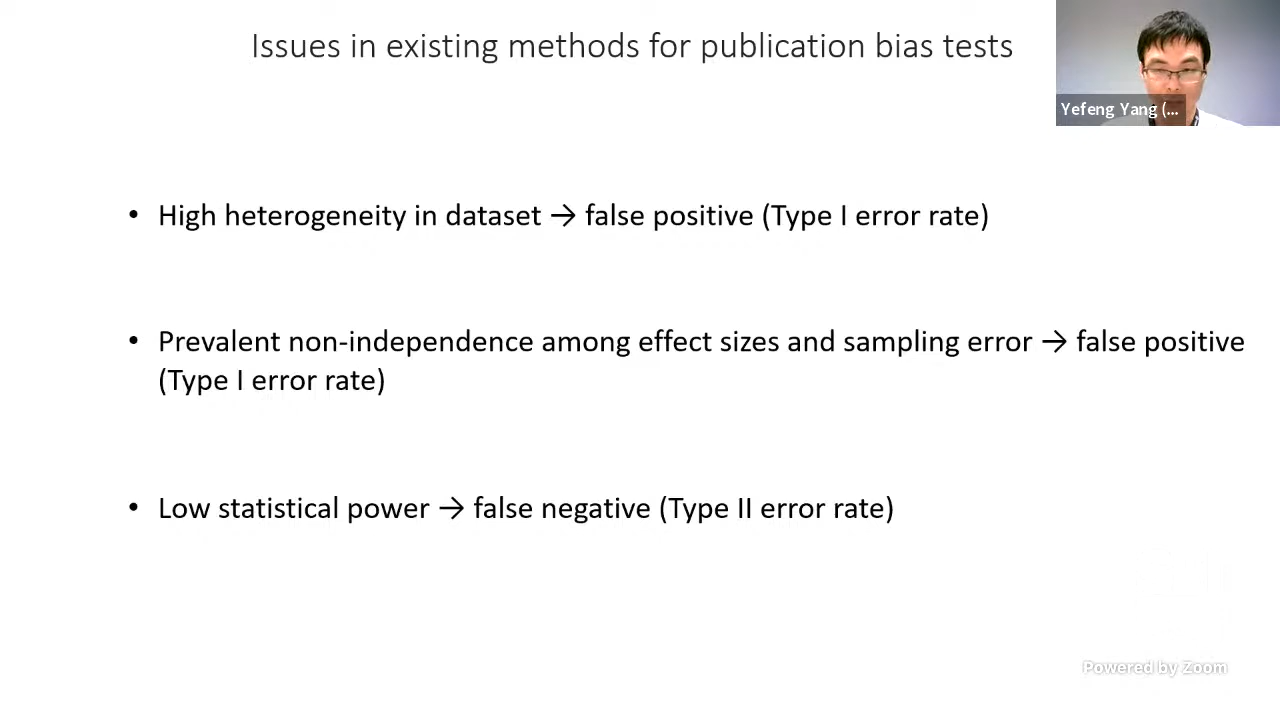 Issues in existing methods for publication bias tests
Yefeng Yang (...
• High heterogeneity in dataset → false positive (Type I error rate)
• Prevalent non-independence among effect sizes and sampling error → false positive
(Type I error rate)
• Low statistical power → false negative (Type II error rate)
Powered by Zoom